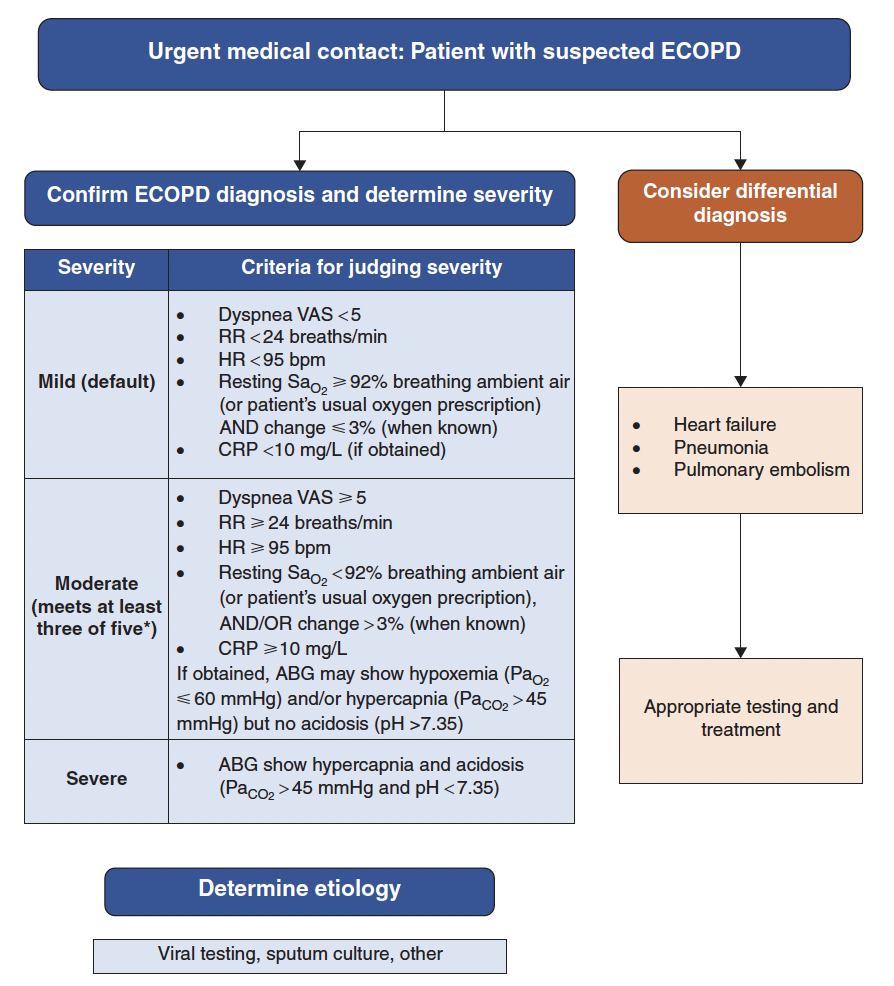 Urgent medical contact: Patient with suspected ECOPD
Confirm ECOPD diagnosis and determine severity
Severity
Criteria for judging severity
Mild (default)
• Dyspnea VAS <5
• RR <24 breaths/min
• HR <95 bpm
• Resting SaO₂ ⩾92% breathing ambient air
(or patient's usual oxygen prescription)
AND change ⩽3% (when known)
• CRP <10 mg/L (if obtained)
Moderate
(meets at least
three of five*)
• Dyspnea VAS ⩾5
• RR ⩾24 breaths/min
• HR ⩾95 bpm
• Resting SaO₂ <92% breathing ambient air
(or patient's usual oxygen precription),
AND/OR change >3% (when known)
• CRP ⩾10 mg/L
If obtained, ABG may show hypoxemia (PaO₂
⩽60 mmHg) and/or hypercapnia (PaCO₂ >45
mmHg) but no acidosis (pH >7.35)
Severe
• ABG show hypercapnia and acidosis
(PaCO₂ >45 mmHg and pH <7.35)
Determine etiology
Viral testing, sputum culture, other
Consider differential
diagnosis
• Heart failure
• Pneumonia
• Pulmonary embolism
Appropriate testing and
treatment